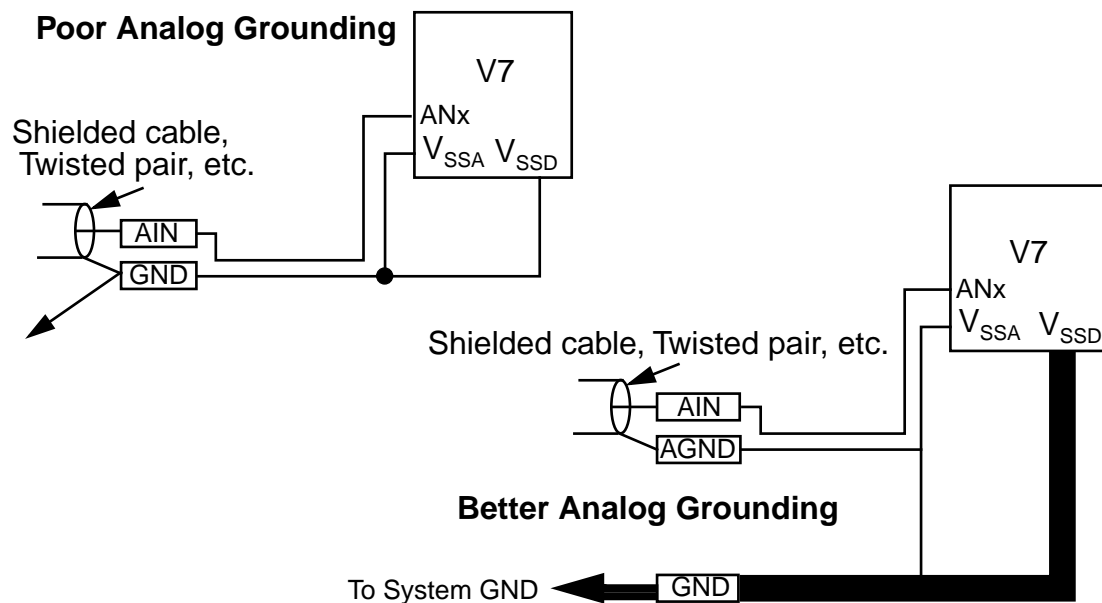 Poor Analog Grounding
V7
ANx
VSSA VSSD
Shielded cable,
Twisted pair, etc.
AIN
GND
V7
ANx
VSSA VSSD
Shielded cable, Twisted pair, etc.
AIN
AGND
Better Analog Grounding
To System GND
GND